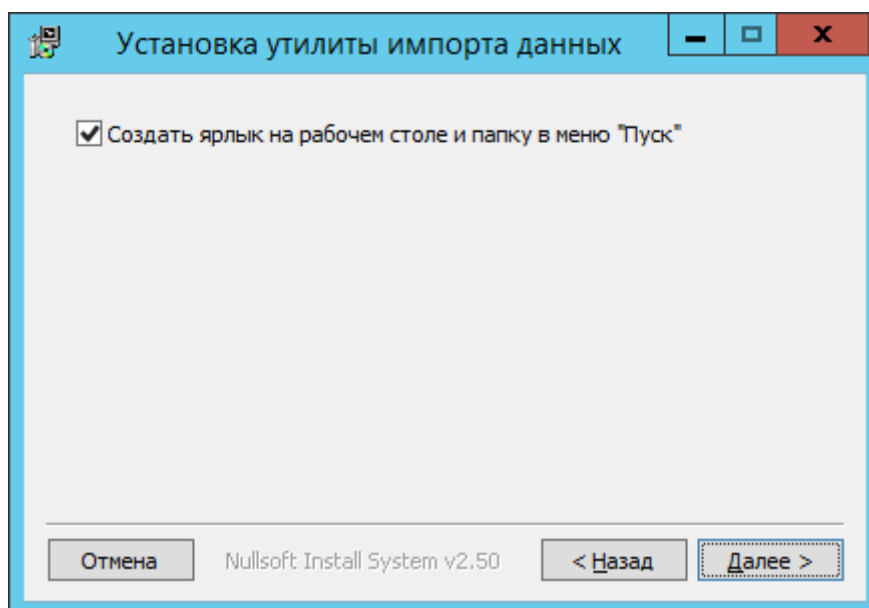 Установка утилиты импорта данных
Создать ярлык на рабочем столе и папку в меню "Пуск"
Отмена
Nullsoft Install System v2.50
< Назад
Далее >